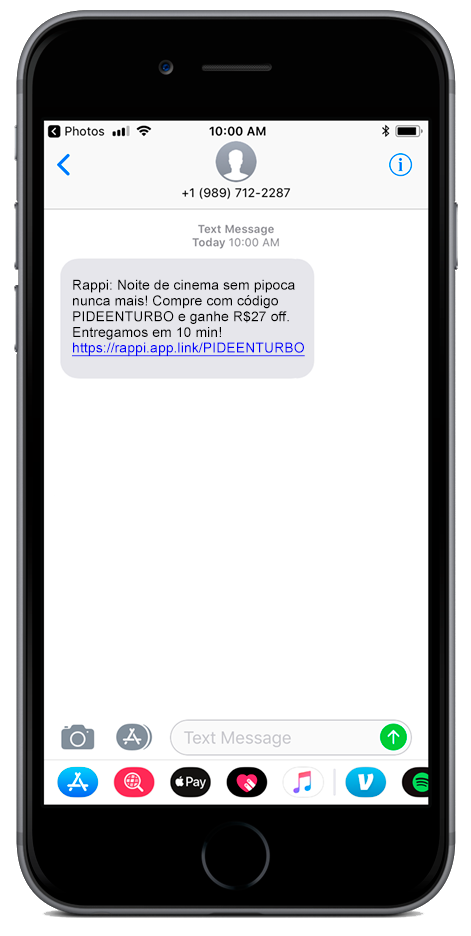 Photos
10:00 AM
+1 (989) 712-2287
Text Message
Today 10:00 AM
Rappi: Noite de cinema sem pipoca
nunca mais! Compre com código
PIDEENTURBO e ganhe R$27 off.
Entregamos em 10 min!
https://rappi.app.link/PIDEENTURBO
Text Message
Pay